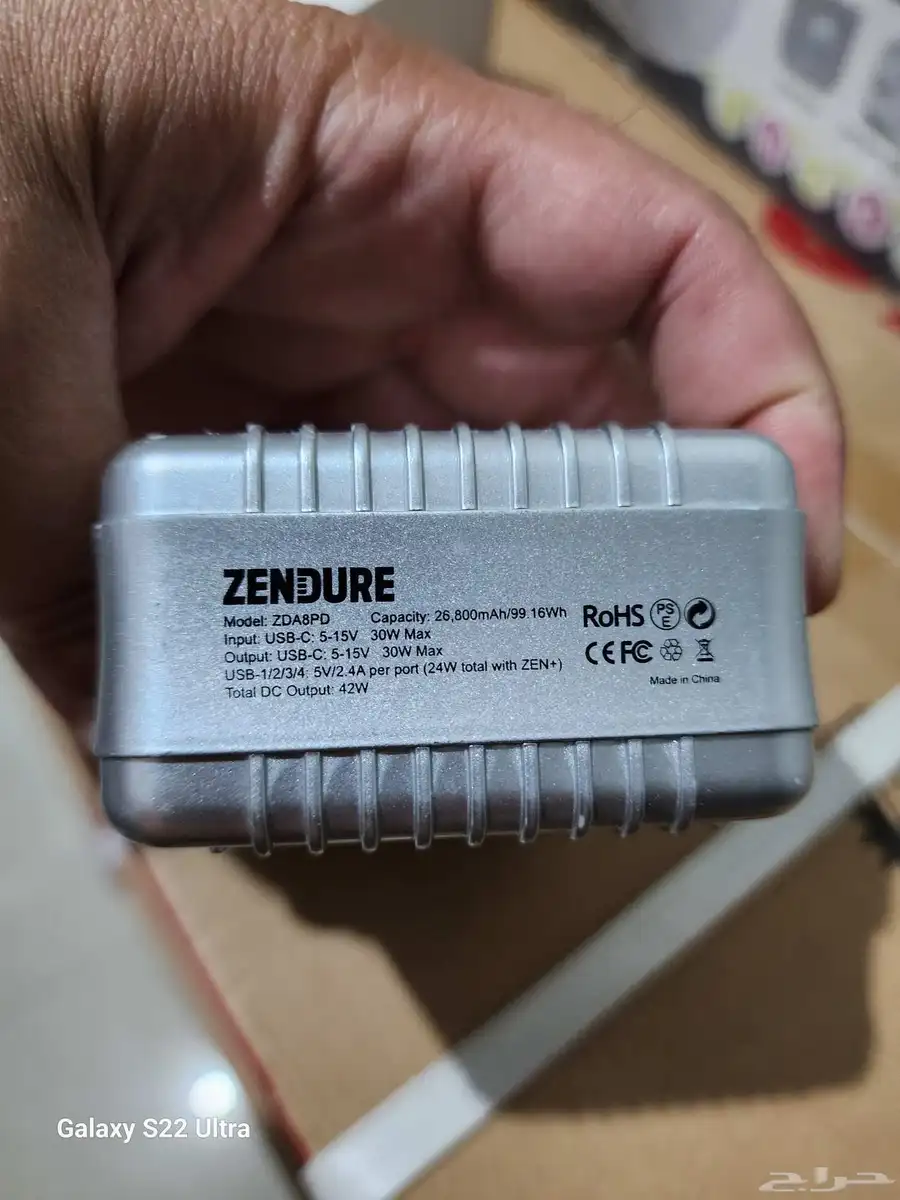 ZENDURE
Model: ZDA8PD Capacity: 26,800mAh/99.16Wh
Input: USB-C: 5-15V 30W Max
Output: USB-C: 5-15V 30W Max
USB-1/2/3/4: 5V/2.4A per port (24W total with ZEN+)
Total DC Output: 42W
RoHS PS E
CE FC
Made in China
Galaxy S22 Ultra
حراج